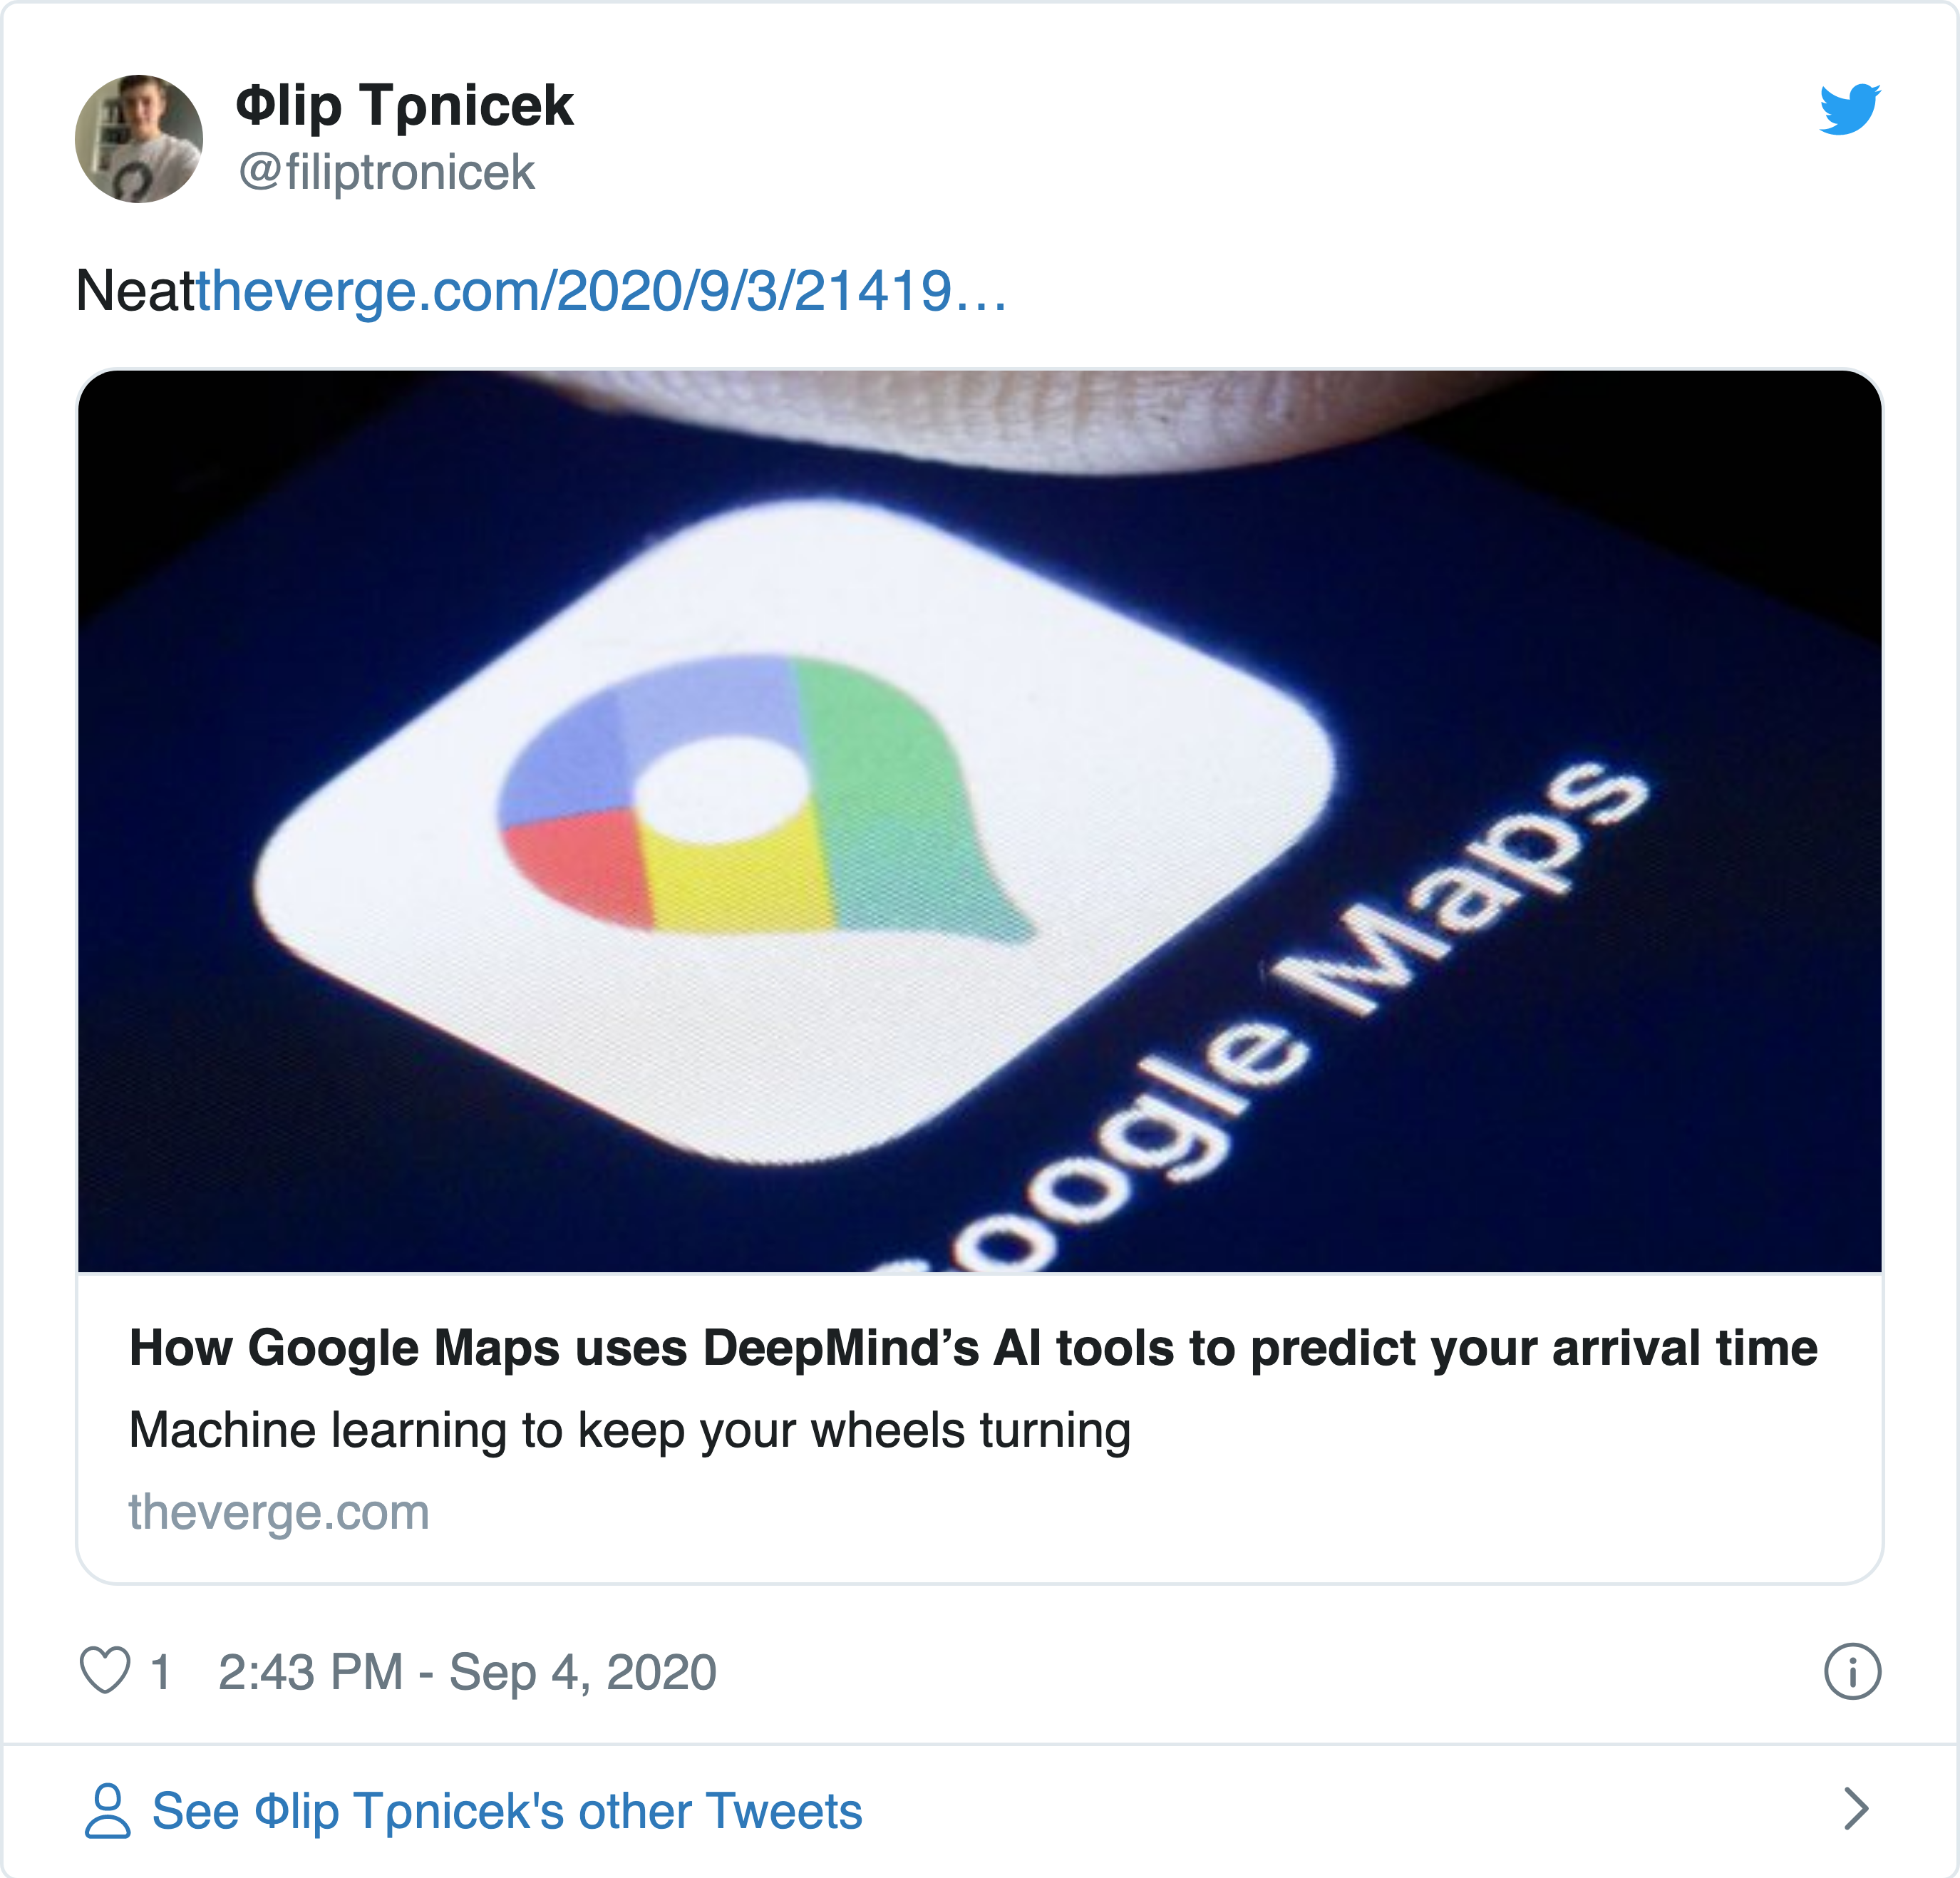 Φlip Tρnicek
@filiptronicek
Neattheverge.com/2020/9/3/21419…
oogle Maps
How Google Maps uses DeepMind’s AI tools to predict your arrival time
Machine learning to keep your wheels turning
theverge.com
1 2:43 PM - Sep 4, 2020
See Φlip Tρnicek's other Tweets